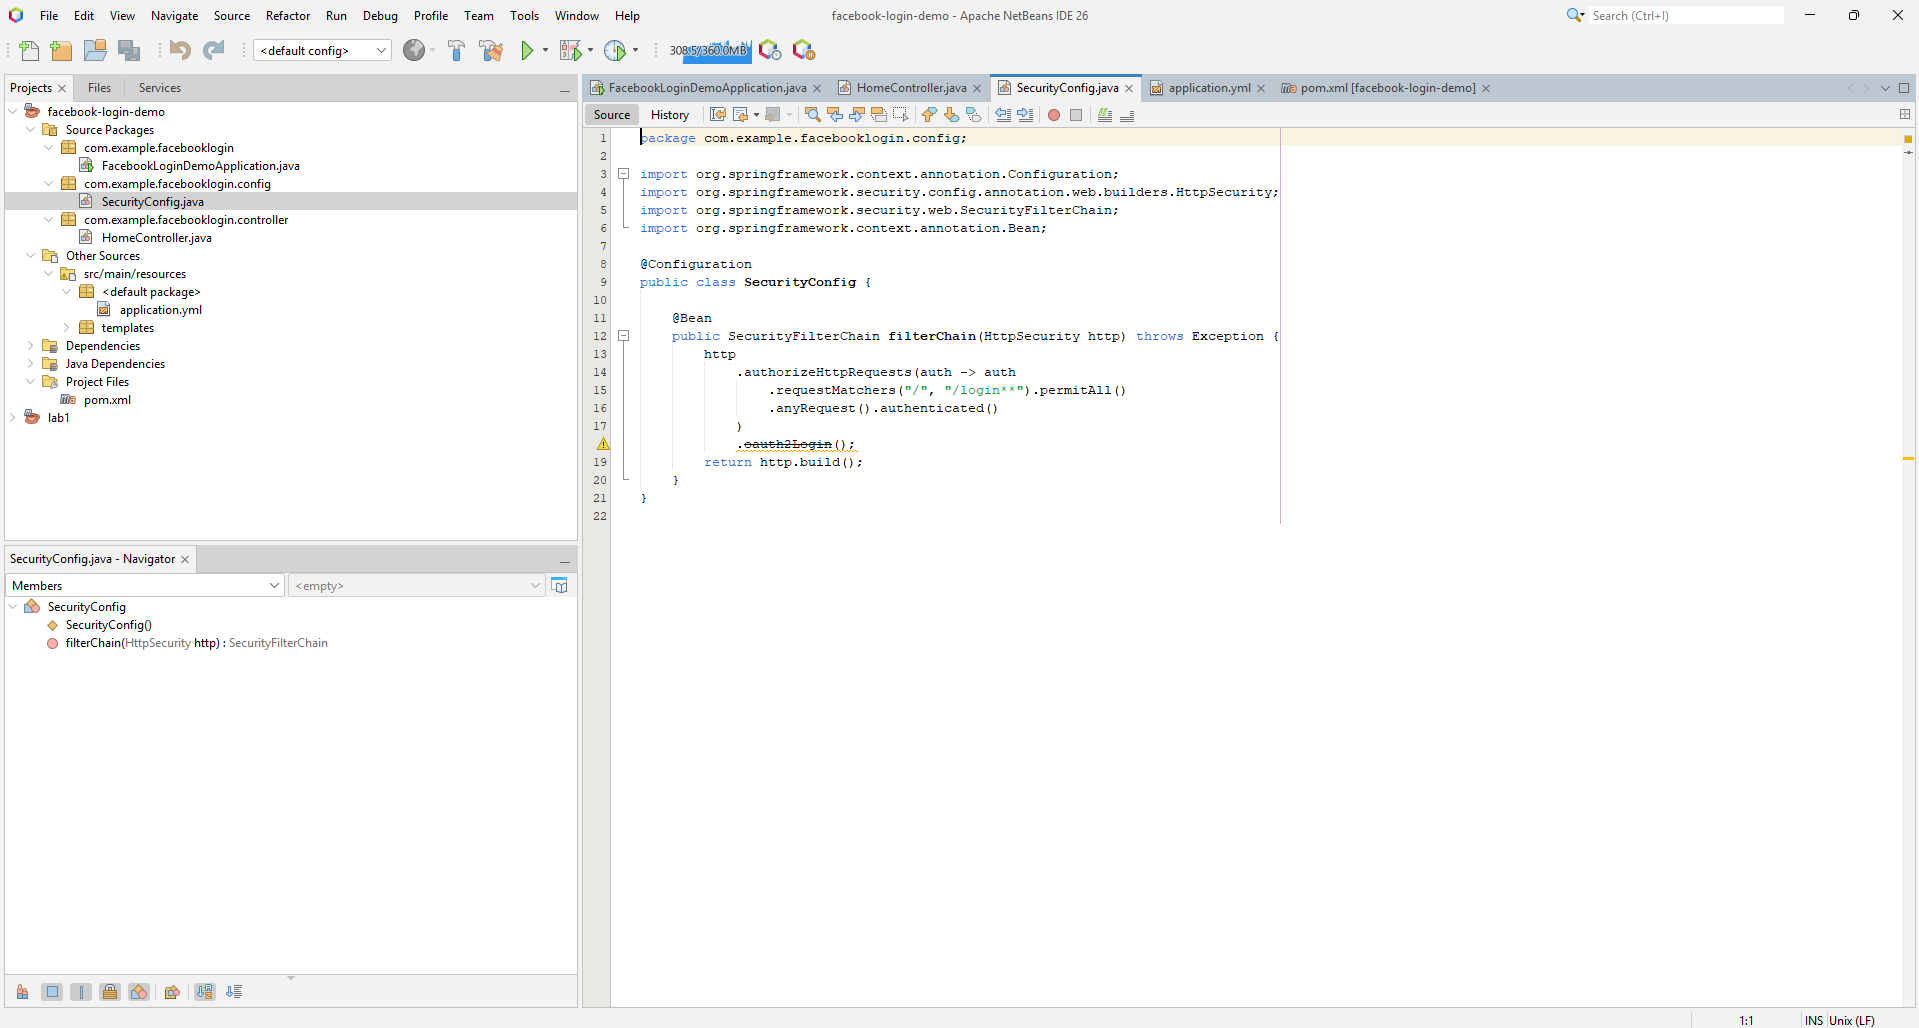 File Edit View Navigate Source Refactor Run Debug Profile Team Tools Window Help
facebook-login-demo - Apache NetBeans IDE 26
Search (Ctrl+I)
<default config>
308.5/360.0MB
Projects
Files
Services
facebook-login-demo
Source Packages
com.example.facebooklogin
FacebookLoginDemoApplication.java
com.example.facebooklogin.config
SecurityConfig.java
com.example.facebooklogin.controller
HomeController.java
Other Sources
src/main/resources
<default package>
application.yml
templates
Dependencies
Java Dependencies
Project Files
pom.xml
lab1
SecurityConfig.java - Navigator
Members
<empty>
SecurityConfig
SecurityConfig()
filterChain(HttpSecurity http) : SecurityFilterChain
FacebookLoginDemoApplication.java
HomeController.java
SecurityConfig.java
application.yml
pom.xml [facebook-login-demo]
Source
History
1 package com.example.facebooklogin.config;
2
3 import org.springframework.context.annotation.Configuration;
4 import org.springframework.security.config.annotation.web.builders.HttpSecurity;
5 import org.springframework.security.web.SecurityFilterChain;
6 import org.springframework.context.annotation.Bean;
7
8 @Configuration
9 public class SecurityConfig {
10
11 @Bean
12 public SecurityFilterChain filterChain(HttpSecurity http) throws Exception {
13 http
14 .authorizeHttpRequests(auth -> auth
15 .requestMatchers("/", "/login**").permitAll()
16 .anyRequest().authenticated()
17 )
.oauth2Login();
19 return http.build();
20 }
21 }
22
1:1
INS
Unix (LF)